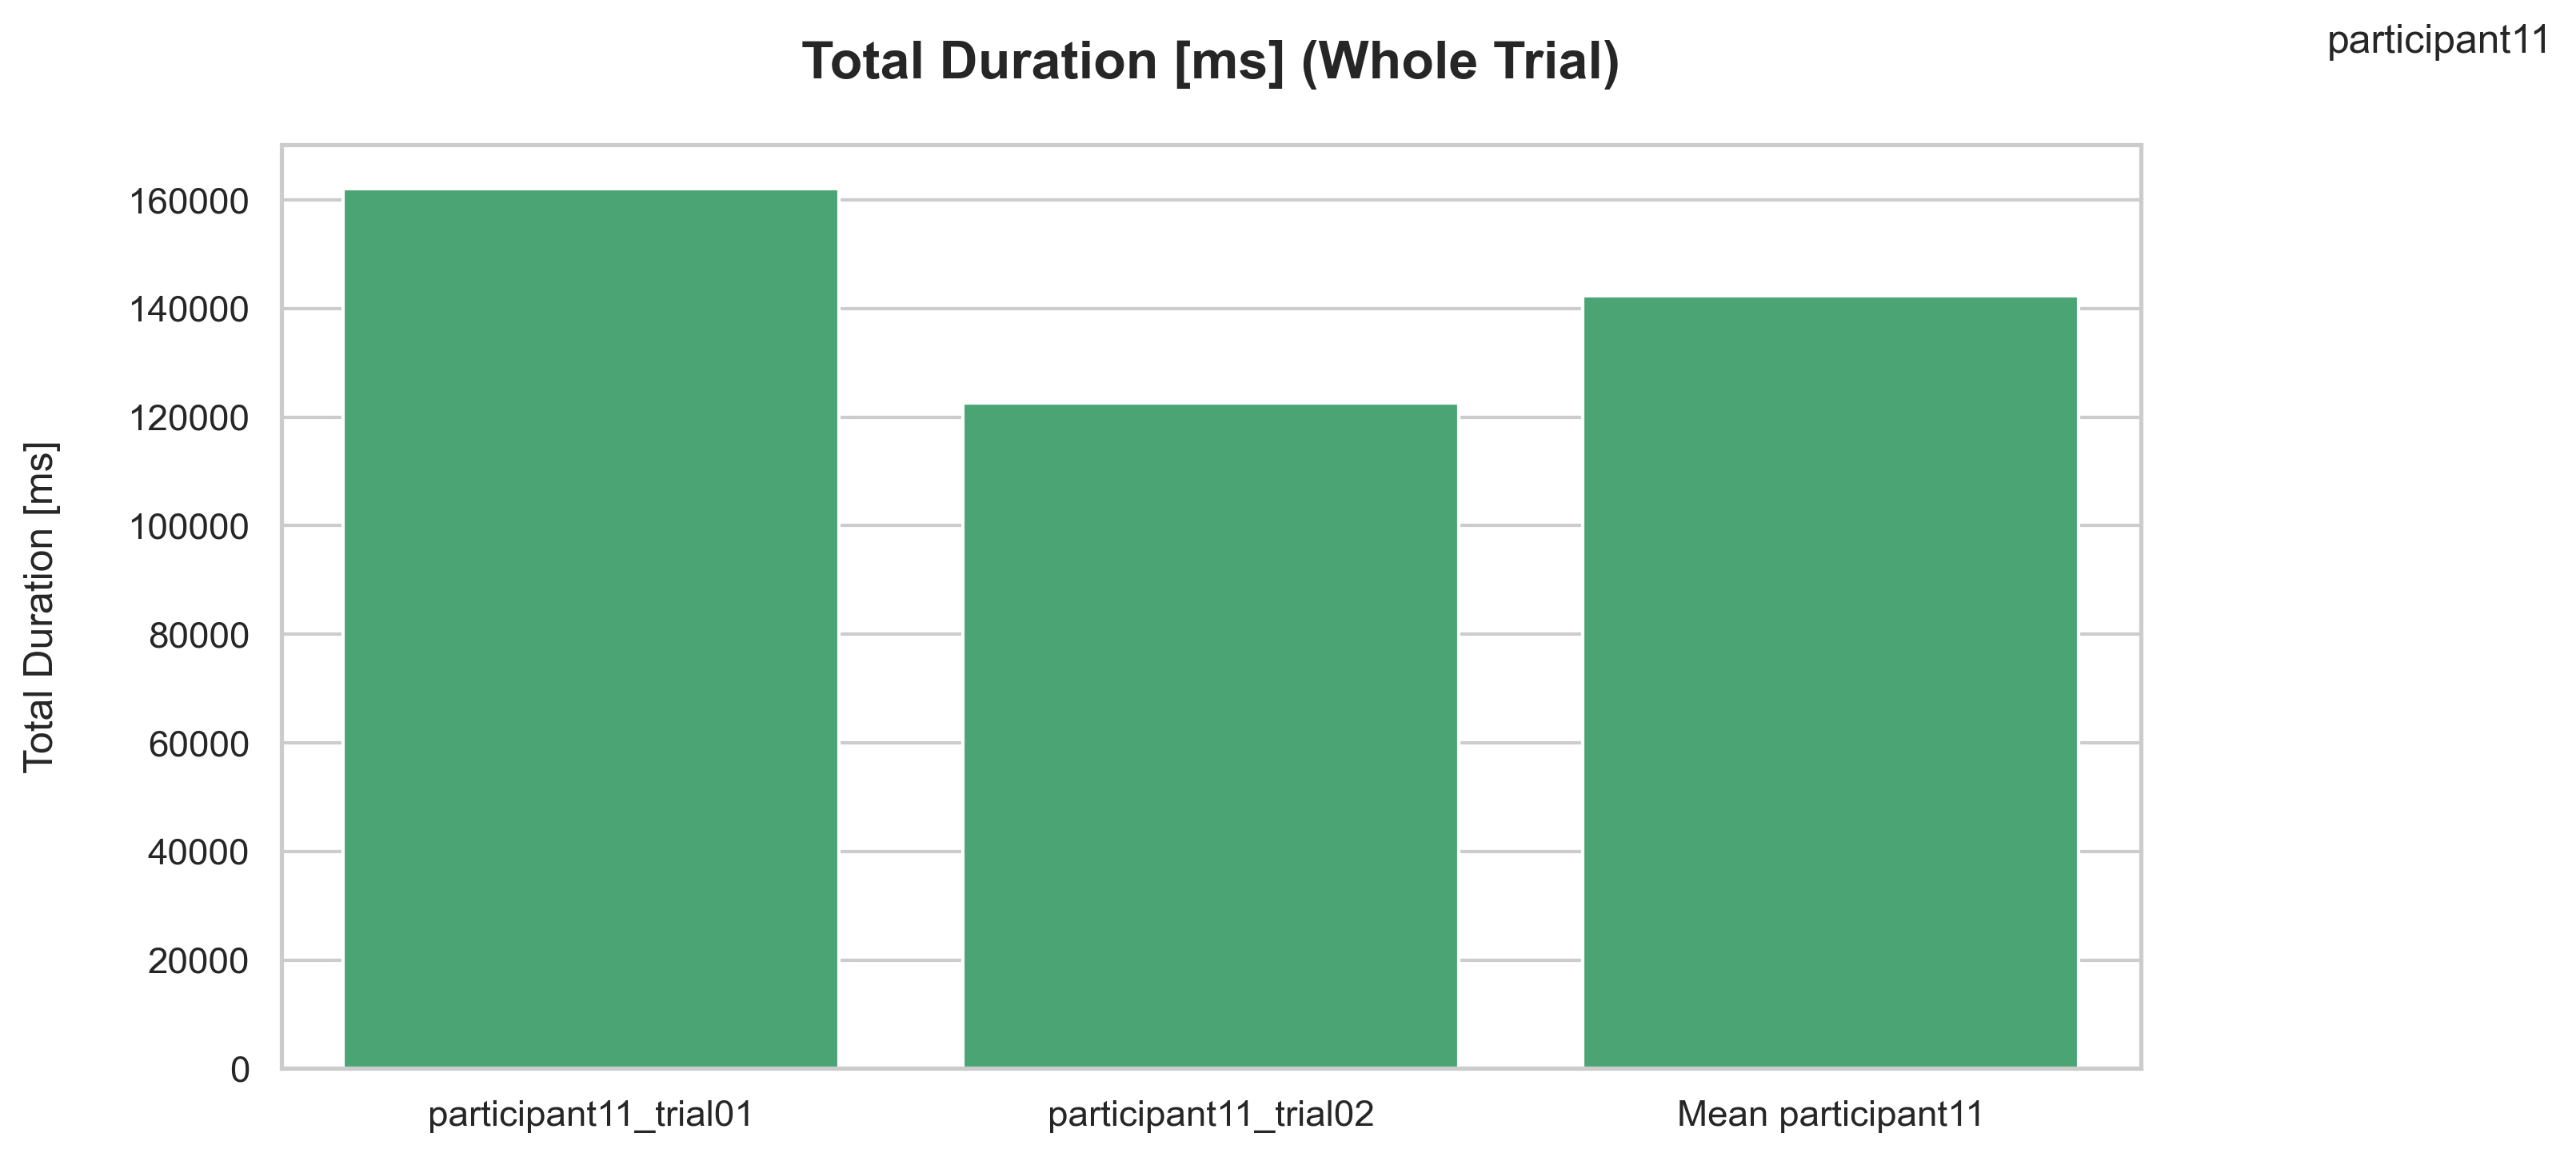 participant11
Total Duration [ms] (Whole Trial)
Total Duration [ms]
160000
140000
120000
100000
80000
60000
40000
20000
0
participant11_trial01
participant11_trial02
Mean participant11